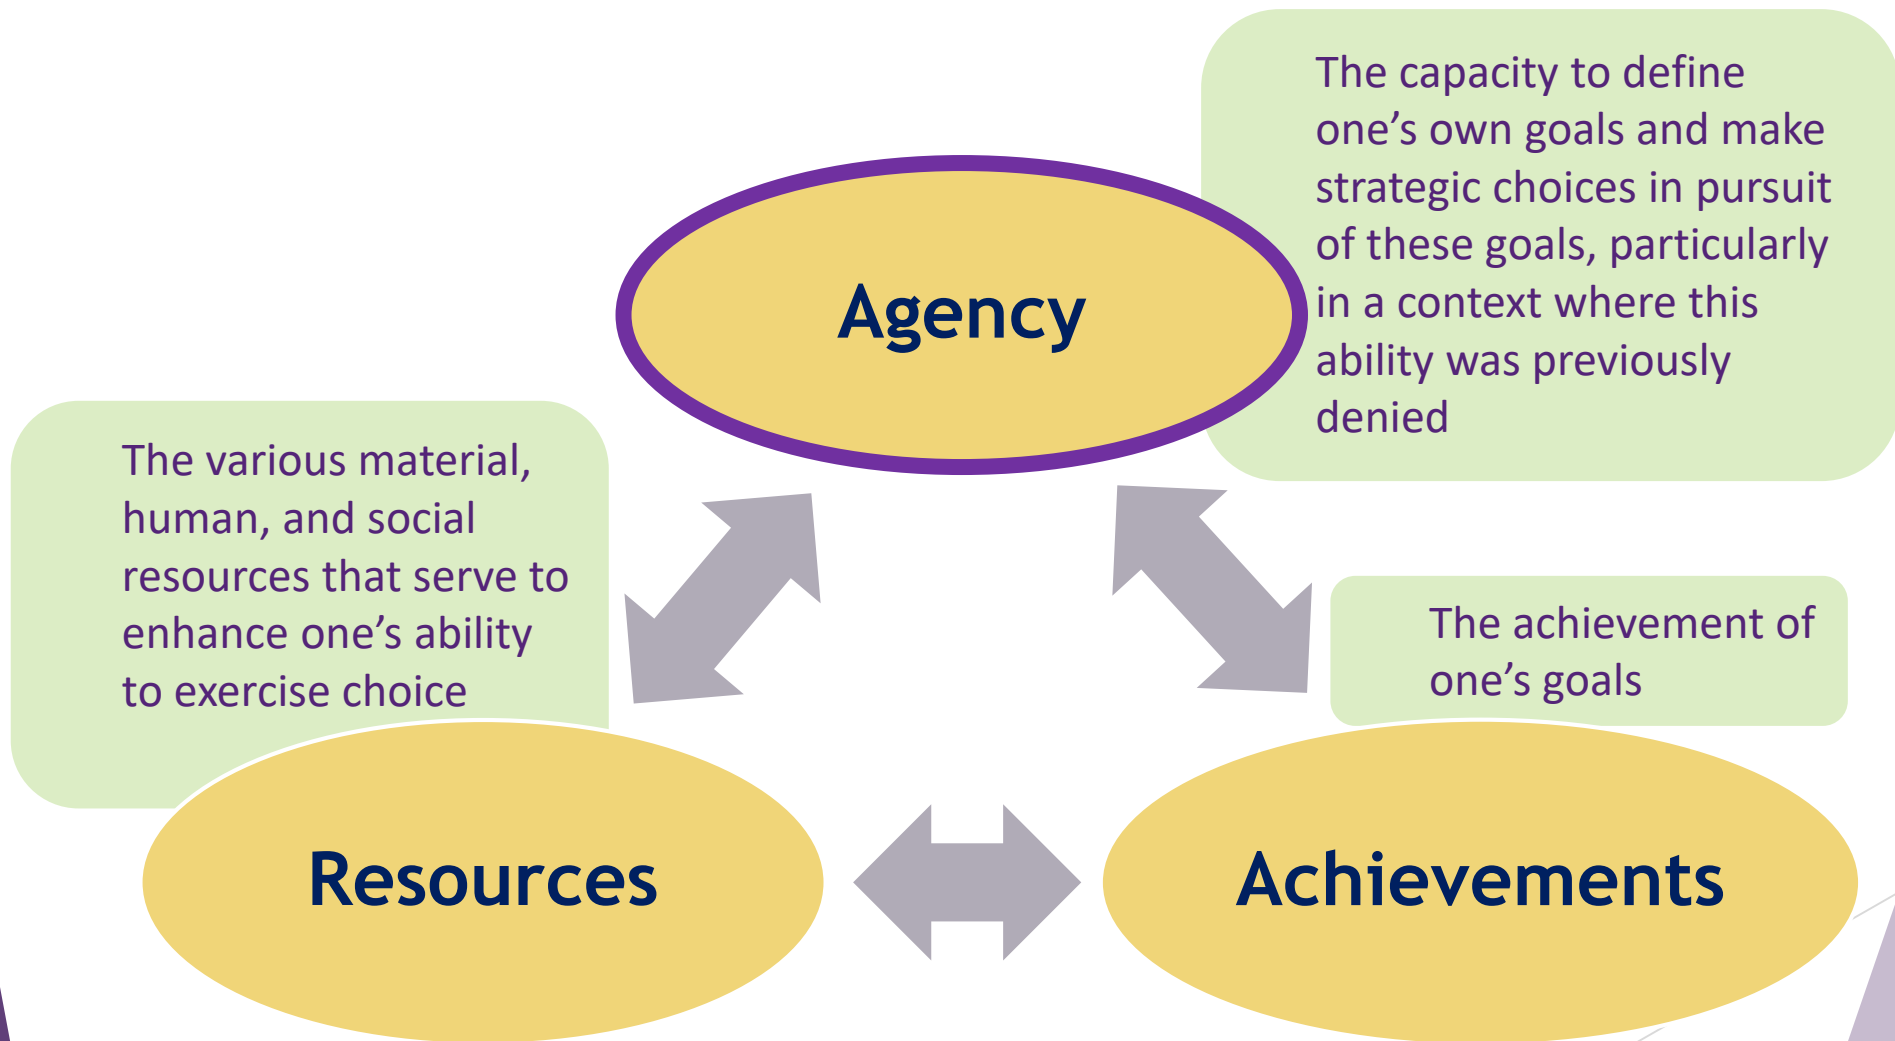 The capacity to define
one’s own goals and make
strategic choices in pursuit
of these goals, particularly
in a context where this
ability was previously
denied
Agency
The various material,
human, and social
resources that serve to
enhance one’s ability
to exercise choice
The achievement of
one’s goals
Resources
Achievements